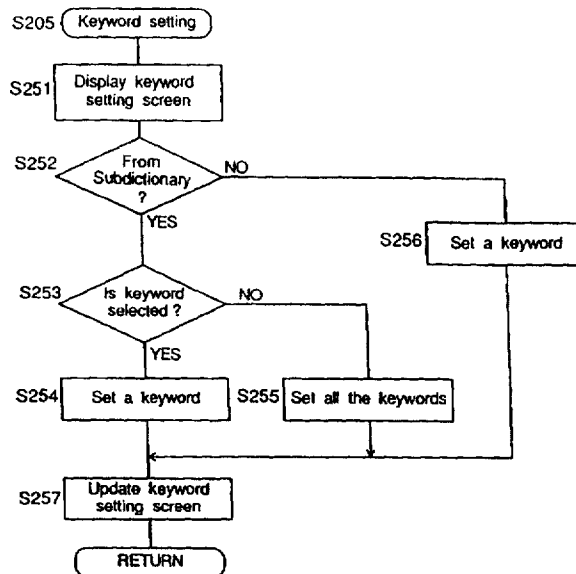 S205
Keyword setting
S251
Display keyword
setting screen
S252
From
Subdictionary
?
NO
YES
S256
Set a keyword
S253
Is keyword
selected ?
NO
YES
S254
Set a keyword
S255
Set all the keywords
S257
Update keyword
setting screen
RETURN